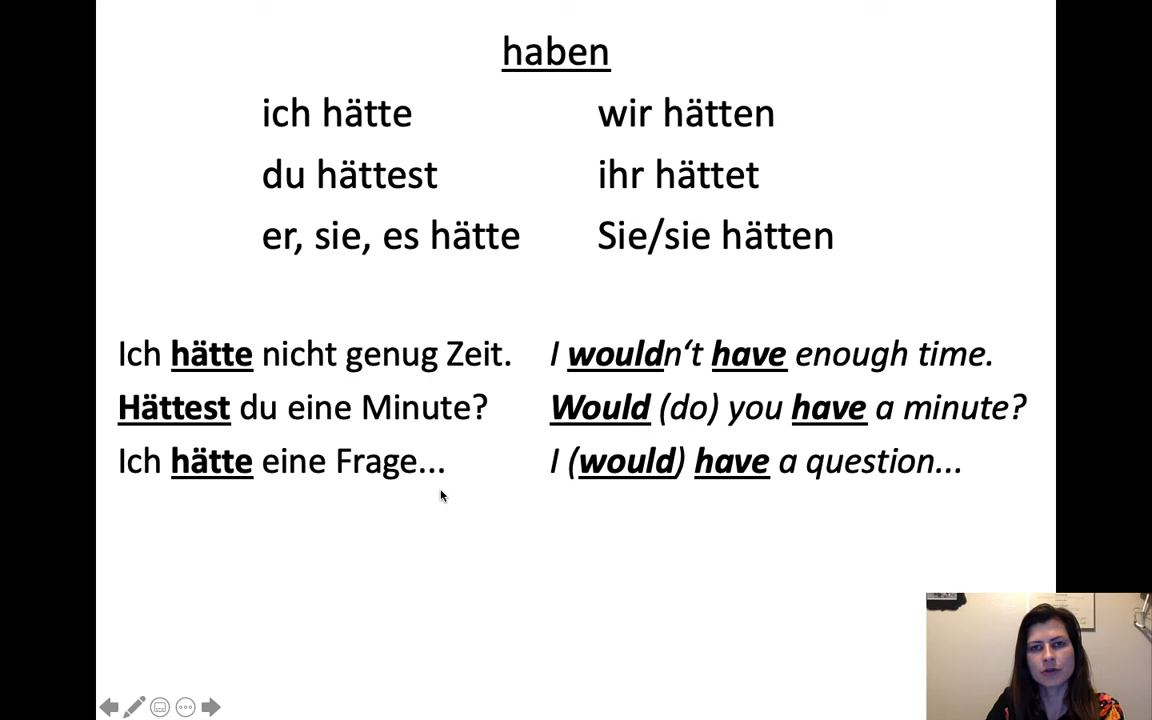 haben
ich hätte wir hätten
du hättest ihr hättet
er, sie, es hätte Sie/sie hätten
Ich hätte nicht genug Zeit. I wouldn‘t have enough time.
Hättest du eine Minute? Would (do) you have a minute?
Ich hätte eine Frage... I (would) have a question...